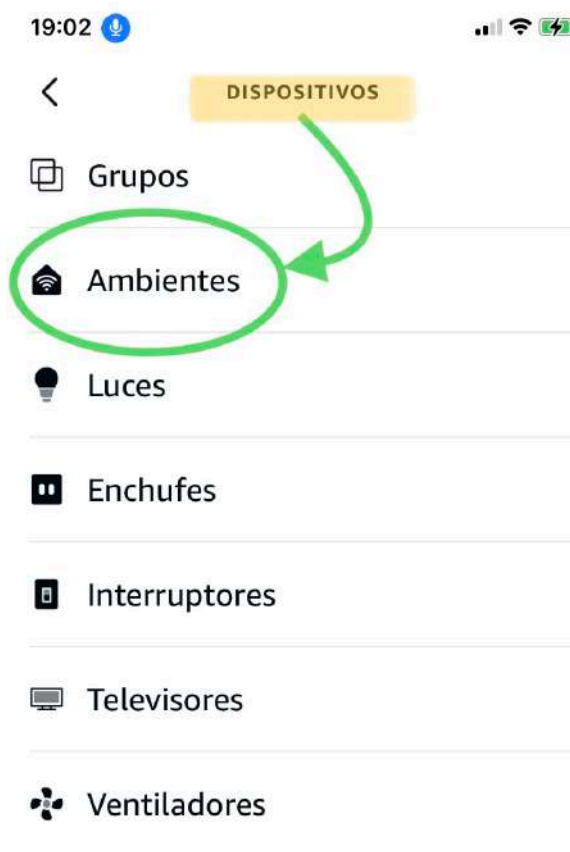 19:02
DISPOSITIVOS
Grupos
Ambientes
Luces
Enchufes
Interruptores
Televisores
Ventiladores